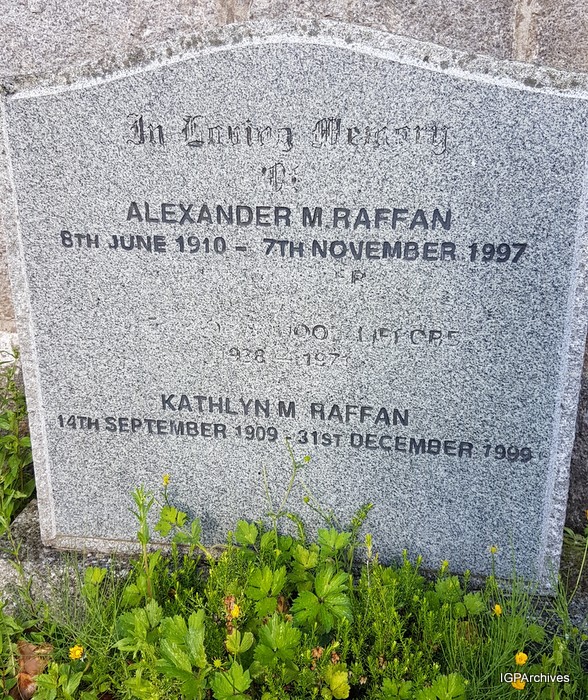 In Loving Memory
Of
ALEXANDER M. RAFFAN
8TH JUNE 1910 – 7TH NOVEMBER 1997
KATHLYN M RAFFAN
14TH SEPTEMBER 1909 - 31ST DECEMBER 1999
IGPArchives